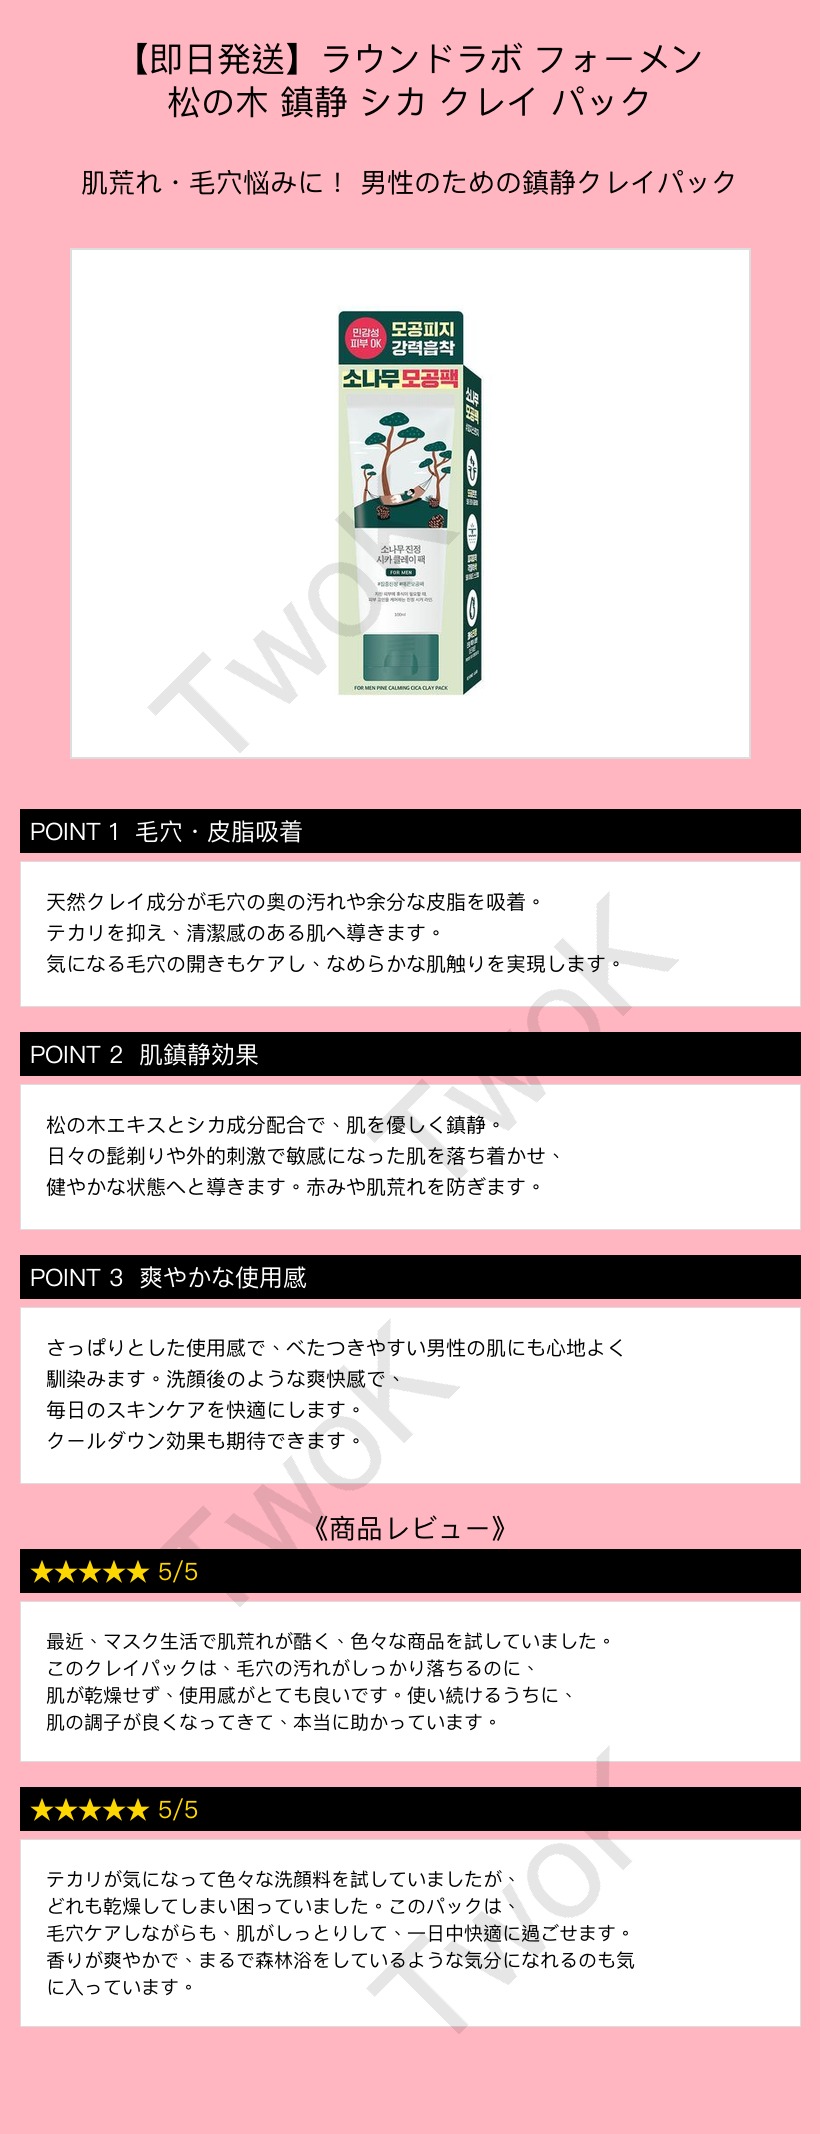 【即日発送】ラウンドラボ フォーメン
松の木 鎮静 シカ クレイ パック
肌荒れ・毛穴悩みに！ 男性のための鎮静クレイパック
민감성
피부 OK
모공피지
강력흡착
소나무 모공팩
소나무 진정
시카 클레이 팩
FOR MEN
100ml
FOR MEN PINE CALMING CICA CLAY PACK
TwoK
POINT 1 毛穴・皮脂吸着
天然クレイ成分が毛穴の奥の汚れや余分な皮脂を吸着。
テカリを抑え、清潔感のある肌へ導きます。
気になる毛穴の開きもケアし、なめらかな肌触りを実現します。
TwoK
POINT 2 肌鎮静効果
松の木エキスとシカ成分配合で、肌を優しく鎮静。
日々の髭剃りや外的刺激で敏感になった肌を落ち着かせ、
健やかな状態へと導きます。赤みや肌荒れを防ぎます。
POINT 3 爽やかな使用感
さっぱりとした使用感で、べたつきやすい男性の肌にも心地よく
馴染みます。洗顔後のような爽快感で、
毎日のスキンケアを快適にします。
クールダウン効果も期待できます。
TwoK
《商品レビュー》
★★★★★ 5/5
最近、マスク生活で肌荒れが酷く、色々な商品を試していました。
このクレイパックは、毛穴の汚れがしっかり落ちるのに、
肌が乾燥せず、使用感がとても良いです。使い続けるうちに、
肌の調子が良くなってきて、本当に助かっています。
★★★★★ 5/5
テカリが気になって色々な洗顔料を試していましたが、
どれも乾燥してしまい困っていました。このパックは、
毛穴ケアしながらも、肌がしっとりして、一日中快適に過ごせます。
香りが爽やかで、まるで森林浴をしているような気分になれるのも気
に入っています。
TwoK